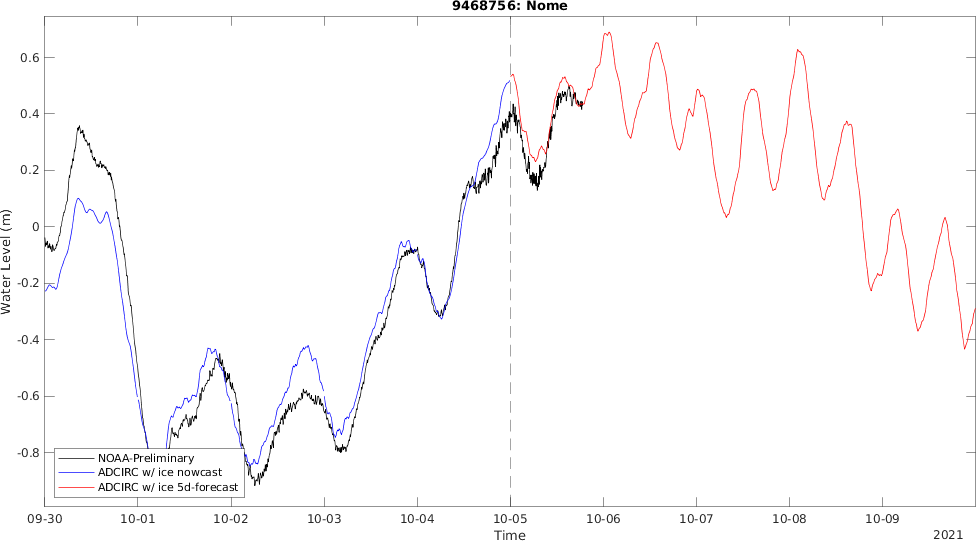 9468756: Nome
Water Level (m)
0.6
0.4
0.2
0
-0.2
-0.4
-0.6
-0.8
NOAA-Preliminary
ADCIRC w/ ice nowcast
ADCIRC w/ ice 5d-forecast
09-30 10-01 10-02 10-03 10-04 10-05 10-06 10-07 10-08 10-09
Time
2021